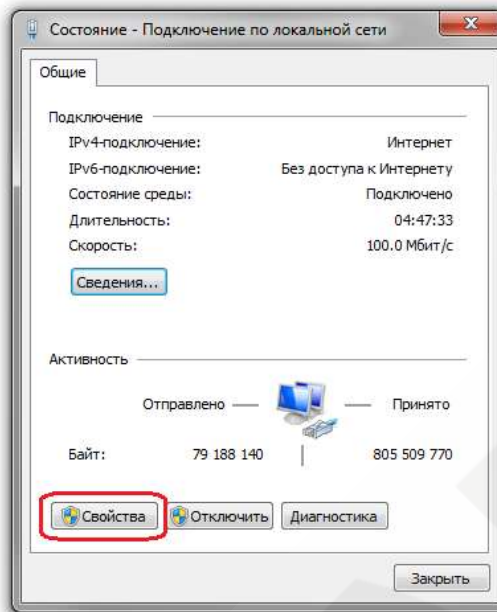 Состояние - Подключение по локальной сети
Общие
Подключение
IPv4-подключение: Интернет
IPv6-подключение: Без доступа к Интернету
Состояние среды: Подключено
Длительность: 04:47:33
Скорость: 100.0 Мбит/с
Сведения...
Активность
Отправлено — — Принято
Байт: 79 188 140 | 805 509 770
Свойства Отключить Диагностика
Закрыть